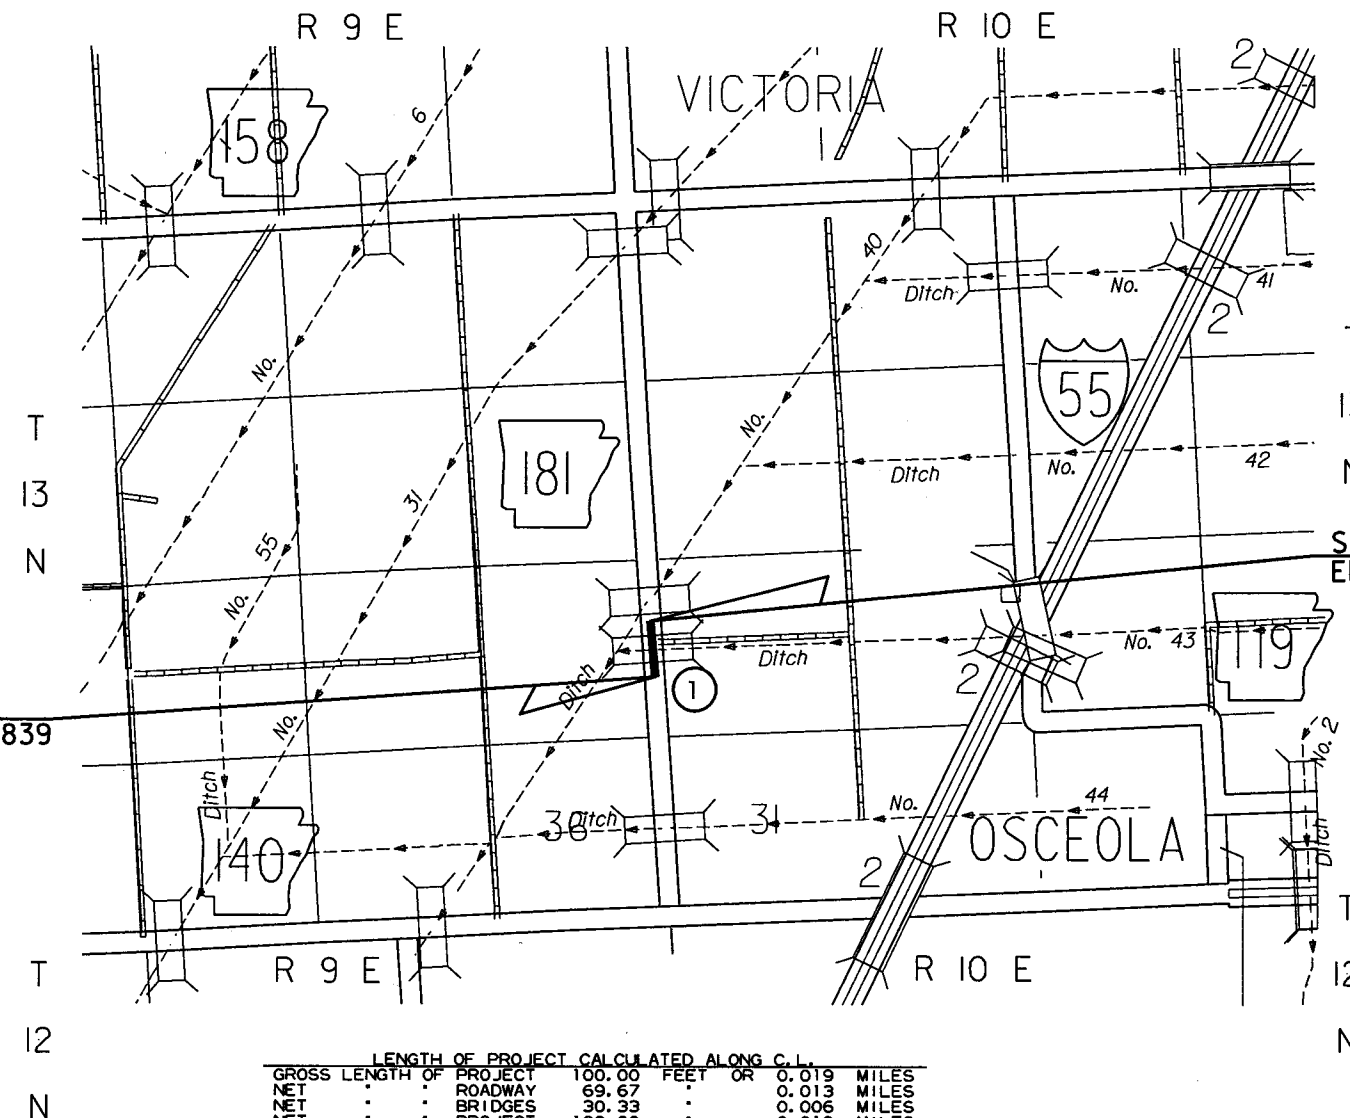 R 9 E
R 10 E
2
VICTORIA
158
6
1
40
Ditch No. 41
2
No.
55
T
13
N
No.
181
Ditch No. 42
31
55
No.
Ditch
Ditch No. 43
119
2
1
839
No.
Ditch
No. 2
Ditch
36
Ditch
31
No. 44
140
OSCEOLA
2
T
R 9 E
R 10 E
T
12
N
N
LENGTH OF PROJECT CALCULATED ALONG C.L.
GROSS LENGTH OF PROJECT 100.00 FEET OR 0.019 MILES
NET " " ROADWAY 69.67 " 0.013 MILES
NET " " BRIDGES 30.33 " 0.006 MILES